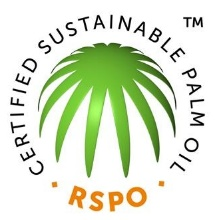 CERTIFIED SUSTAINABLE PALM OIL
TM
· RSPO ·